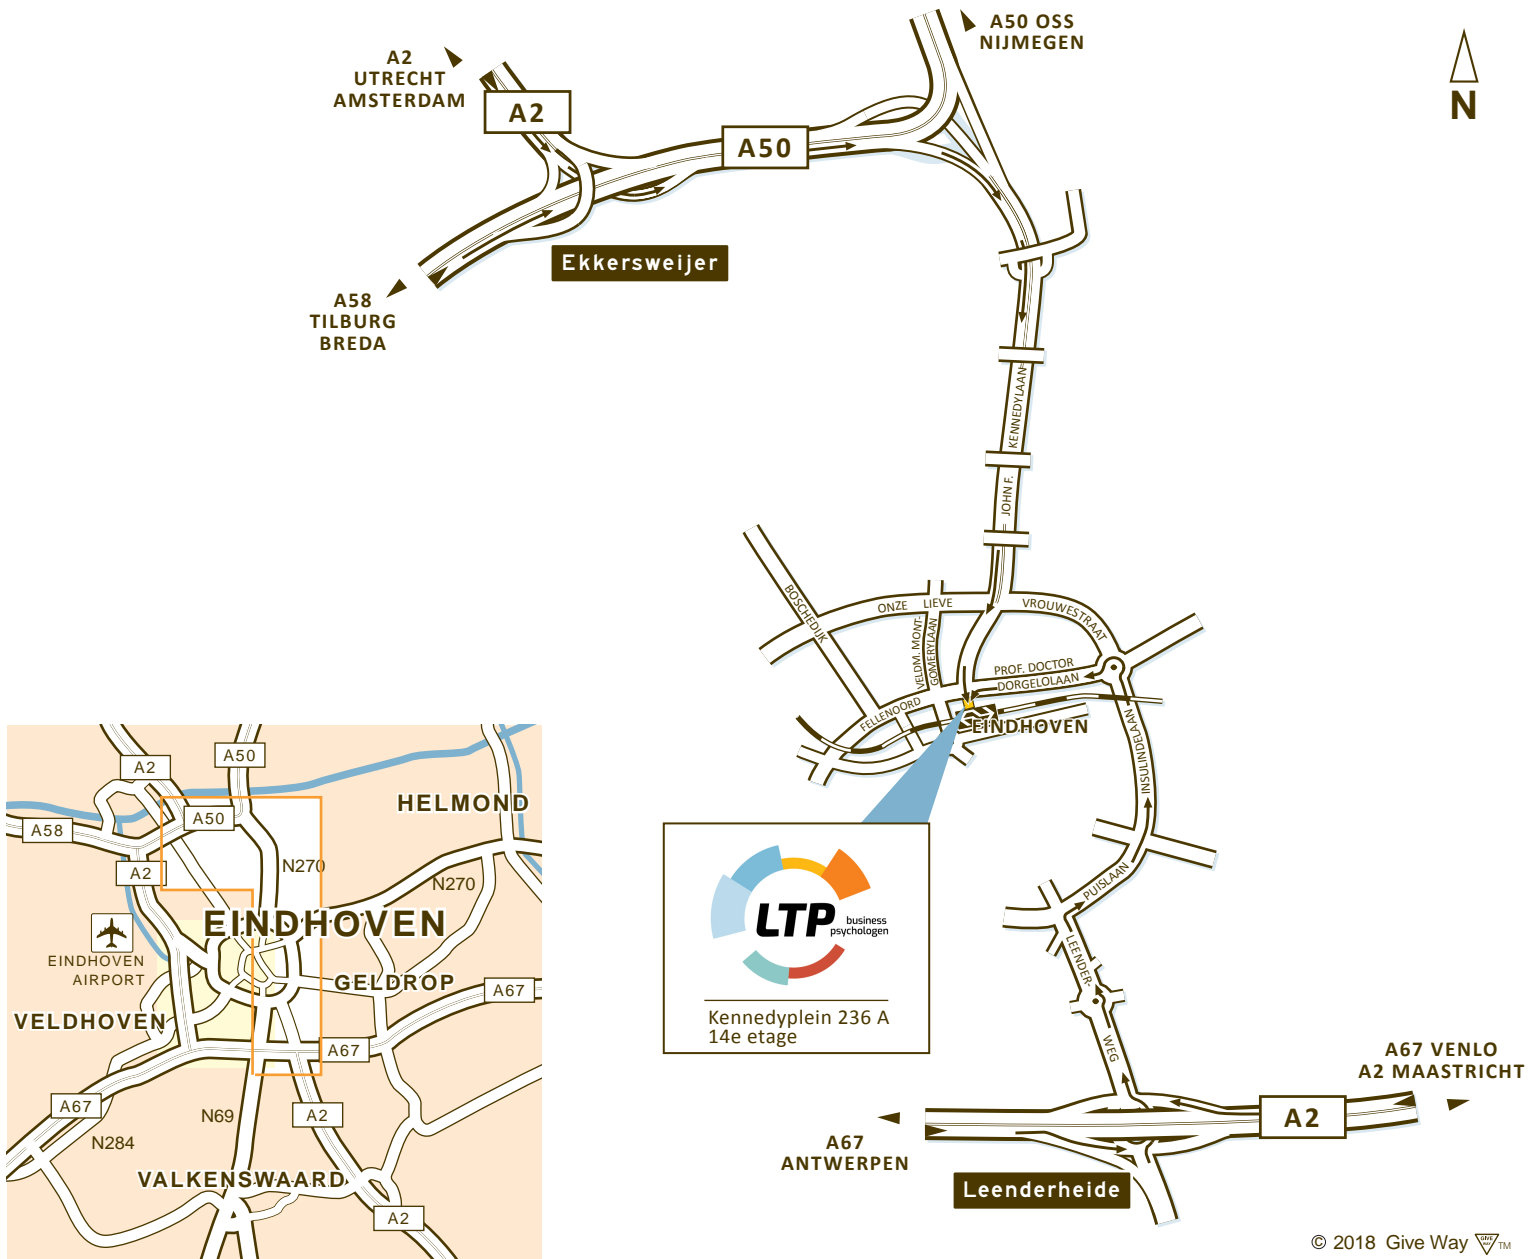 A50 OSS
NIJMEGEN
A2
UTRECHT
AMSTERDAM
A2
A50
N
Ekkersweijer
A58
TILBURG
BREDA
JOHN F. KENNEDYLAAN
BOSCHEDIJK
ONZE LIEVE VROUWESTRAAT
VELDM. MONT-
GOMERYLAAN
PROF. DOCTOR
DORGELOLAAN
FELLENOORD
EINDHOVEN
INSULINDELAAN
PUISLAAN
LEENDER-
WEG
LTP
business
psychologen
Kennedyplein 236 A
14e etage
A67 VENLO
A2 MAASTRICHT
A2
A67
ANTWERPEN
Leenderheide
A50
A2
HELMOND
A50
A58
N270
A2
N270
EINDHOVEN
EINDHOVEN
AIRPORT
GELDROP
A67
VELDHOVEN
A67
A67
N69
A2
N284
VALKENSWAARD
A2
© 2018 Give Way GIVE WAY TM